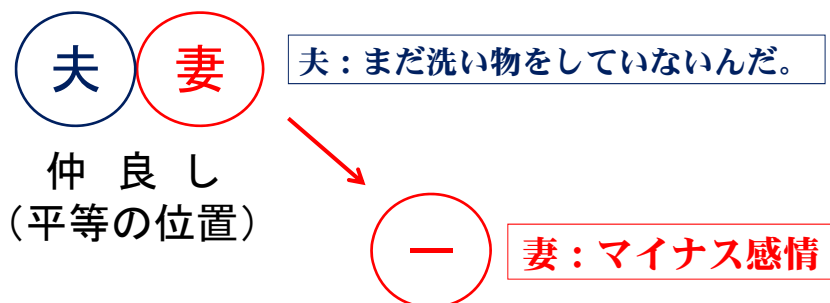 夫 妻
夫：まだ洗い物をしていないんだ。
仲 良 し
（平等の位置）
ー
妻：マイナス感情